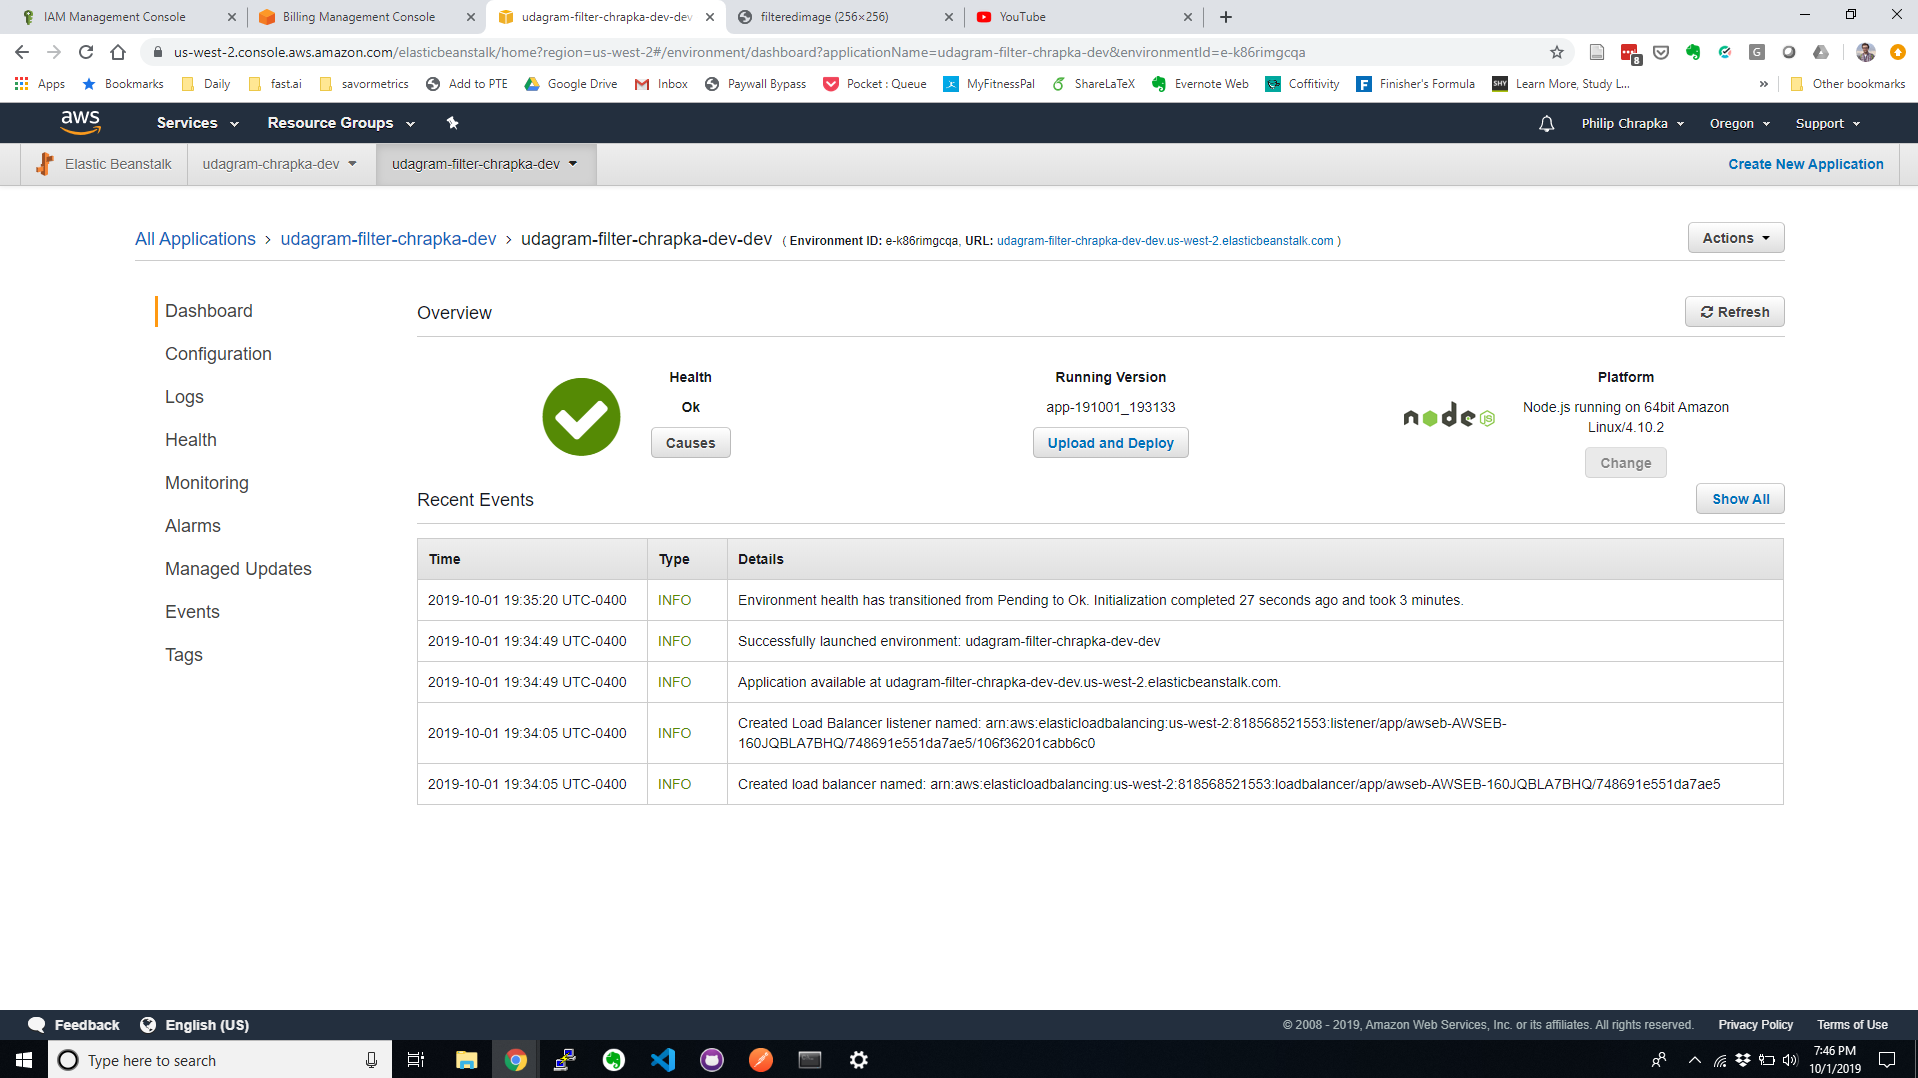 IAM Management Console
Billing Management Console
udagram-filter-chrapka-dev-dev
filteredimage (256×256)
YouTube
us-west-2.console.aws.amazon.com/elasticbeanstalk/home?region=us-west-2#/environment/dashboard?applicationName=udagram-filter-chrapka-dev&environmentId=e-k86rimgcqa
8
Apps Bookmarks Daily fast.ai savormetrics Add to PTE Google Drive Inbox Paywall Bypass Pocket : Queue MyFitnessPal ShareLaTeX Evernote Web Coffitivity Finisher's Formula Learn More, Study L... » Other bookmarks
aws Services Resource Groups Philip Chrapka Oregon Support
Elastic Beanstalk udagram-chrapka-dev udagram-filter-chrapka-dev Create New Application
All Applications › udagram-filter-chrapka-dev › udagram-filter-chrapka-dev-dev ( Environment ID: e-k86rimgcqa, URL: udagram-filter-chrapka-dev-dev.us-west-2.elasticbeanstalk.com )
Actions
Dashboard
Configuration
Logs
Health
Monitoring
Alarms
Managed Updates
Events
Tags
Overview
Refresh
Health
Ok
Causes
Running Version
app-191001_193133
Upload and Deploy
node JS
Platform
Node.js running on 64bit Amazon
Linux/4.10.2
Change
Recent Events
Show All
Time Type Details
2019-10-01 19:35:20 UTC-0400 INFO Environment health has transitioned from Pending to Ok. Initialization completed 27 seconds ago and took 3 minutes.
2019-10-01 19:34:49 UTC-0400 INFO Successfully launched environment: udagram-filter-chrapka-dev-dev
2019-10-01 19:34:49 UTC-0400 INFO Application available at udagram-filter-chrapka-dev-dev.us-west-2.elasticbeanstalk.com.
2019-10-01 19:34:05 UTC-0400 INFO Created Load Balancer listener named: arn:aws:elasticloadbalancing:us-west-2:818568521553:listener/app/awseb-AWSEB-
160JQBLA7BHQ/748691e551da7ae5/106f36201cabb6c0
2019-10-01 19:34:05 UTC-0400 INFO Created load balancer named: arn:aws:elasticloadbalancing:us-west-2:818568521553:loadbalancer/app/awseb-AWSEB-160JQBLA7BHQ/748691e551da7ae5
Feedback English (US) © 2008 - 2019, Amazon Web Services, Inc. or its affiliates. All rights reserved. Privacy Policy Terms of Use
Type here to search
7:46 PM
10/1/2019